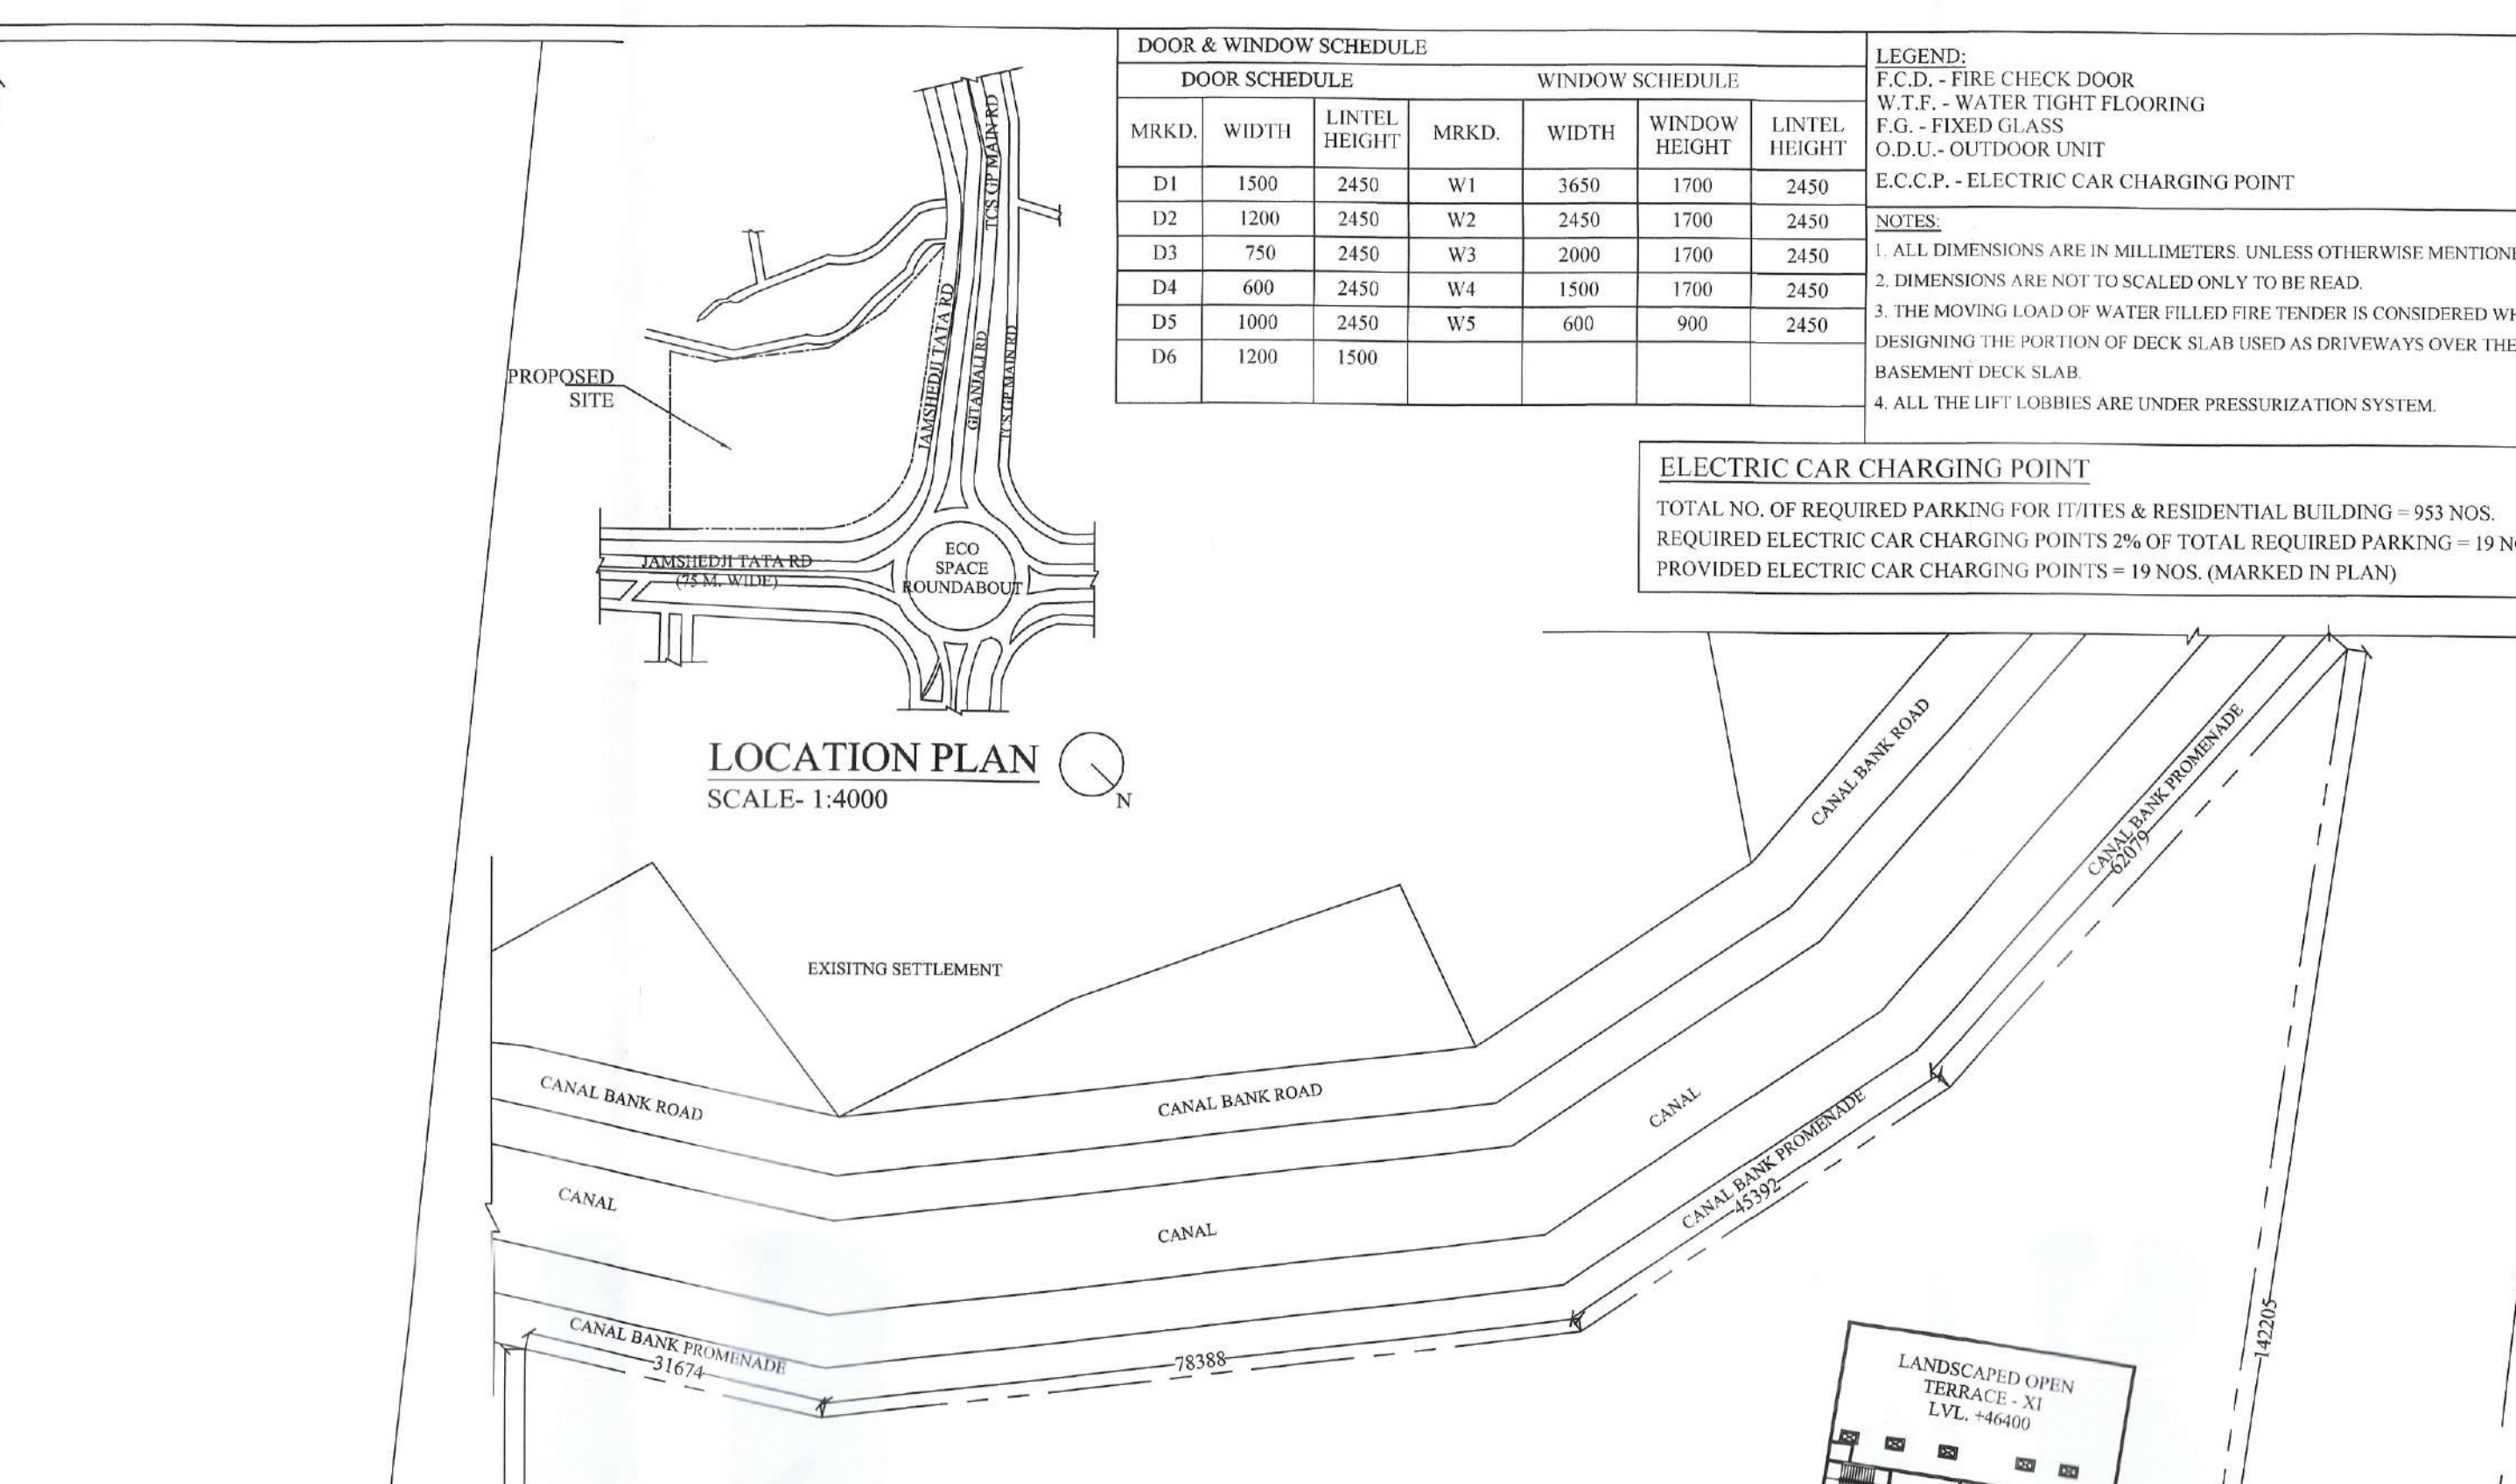 DOOR & WINDOW SCHEDULE
DOOR SCHEDULE WINDOW SCHEDULE
MRKD. WIDTH LINTEL HEIGHT MRKD. WIDTH WINDOW HEIGHT LINTEL HEIGHT
D1 1500 2450 W1 3650 1700 2450
D2 1200 2450 W2 2450 1700 2450
D3 750 2450 W3 2000 1700 2450
D4 600 2450 W4 1500 1700 2450
D5 1000 2450 W5 600 900 2450
D6 1200 1500
LEGEND:
F.C.D. - FIRE CHECK DOOR
W.T.F. - WATER TIGHT FLOORING
F.G. - FIXED GLASS
O.D.U.- OUTDOOR UNIT
E.C.C.P. - ELECTRIC CAR CHARGING POINT
NOTES:
1. ALL DIMENSIONS ARE IN MILLIMETERS. UNLESS OTHERWISE MENTIONE
2. DIMENSIONS ARE NOT TO SCALED ONLY TO BE READ.
3. THE MOVING LOAD OF WATER FILLED FIRE TENDER IS CONSIDERED WH
DESIGNING THE PORTION OF DECK SLAB USED AS DRIVEWAYS OVER THE
BASEMENT DECK SLAB.
4. ALL THE LIFT LOBBIES ARE UNDER PRESSURIZATION SYSTEM.
ELECTRIC CAR CHARGING POINT
TOTAL NO. OF REQUIRED PARKING FOR IT/ITES & RESIDENTIAL BUILDING = 953 NOS.
REQUIRED ELECTRIC CAR CHARGING POINTS 2% OF TOTAL REQUIRED PARKING = 19 N
PROVIDED ELECTRIC CAR CHARGING POINTS = 19 NOS. (MARKED IN PLAN)
TCS GP MAIN RD
JAMSHEDJI TATA RD
GITANJALI RD
TCS GP MAIN RD
PROPOSED
SITE
JAMSHEDJI TATA RD
(75 M. WIDE)
ECO
SPACE
ROUNDABOUT
LOCATION PLAN
SCALE- 1:4000
N
CANAL BANK ROAD
CANAL BANK PROMENADE
62079
EXISITNG SETTLEMENT
CANAL BANK ROAD
CANAL BANK ROAD
CANAL
CANAL BANK PROMENADE
45392
CANAL
CANAL
CANAL BANK PROMENADE
31674
78388
142205
LANDSCAPED OPEN
TERRACE - XI
LVL. +46400